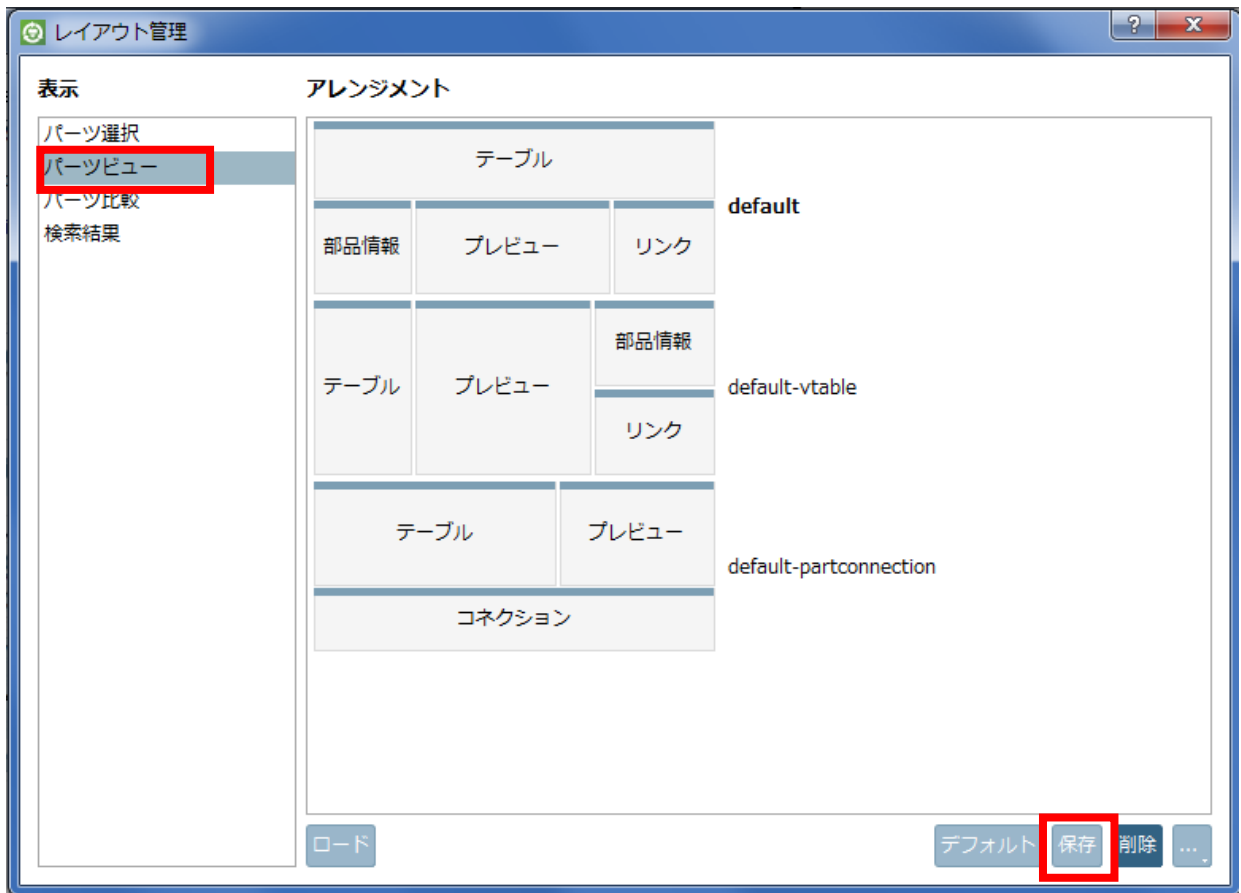 レイアウト管理
?
X
表示
アレンジメント
パーツ選択
パーツビュー
パーツ比較
検索結果
テーブル
部品情報
プレビュー
リンク
default
テーブル
プレビュー
部品情報
リンク
default-vtable
テーブル
プレビュー
コネクション
default-partconnection
ロード
デフォルト
保存
削除
...